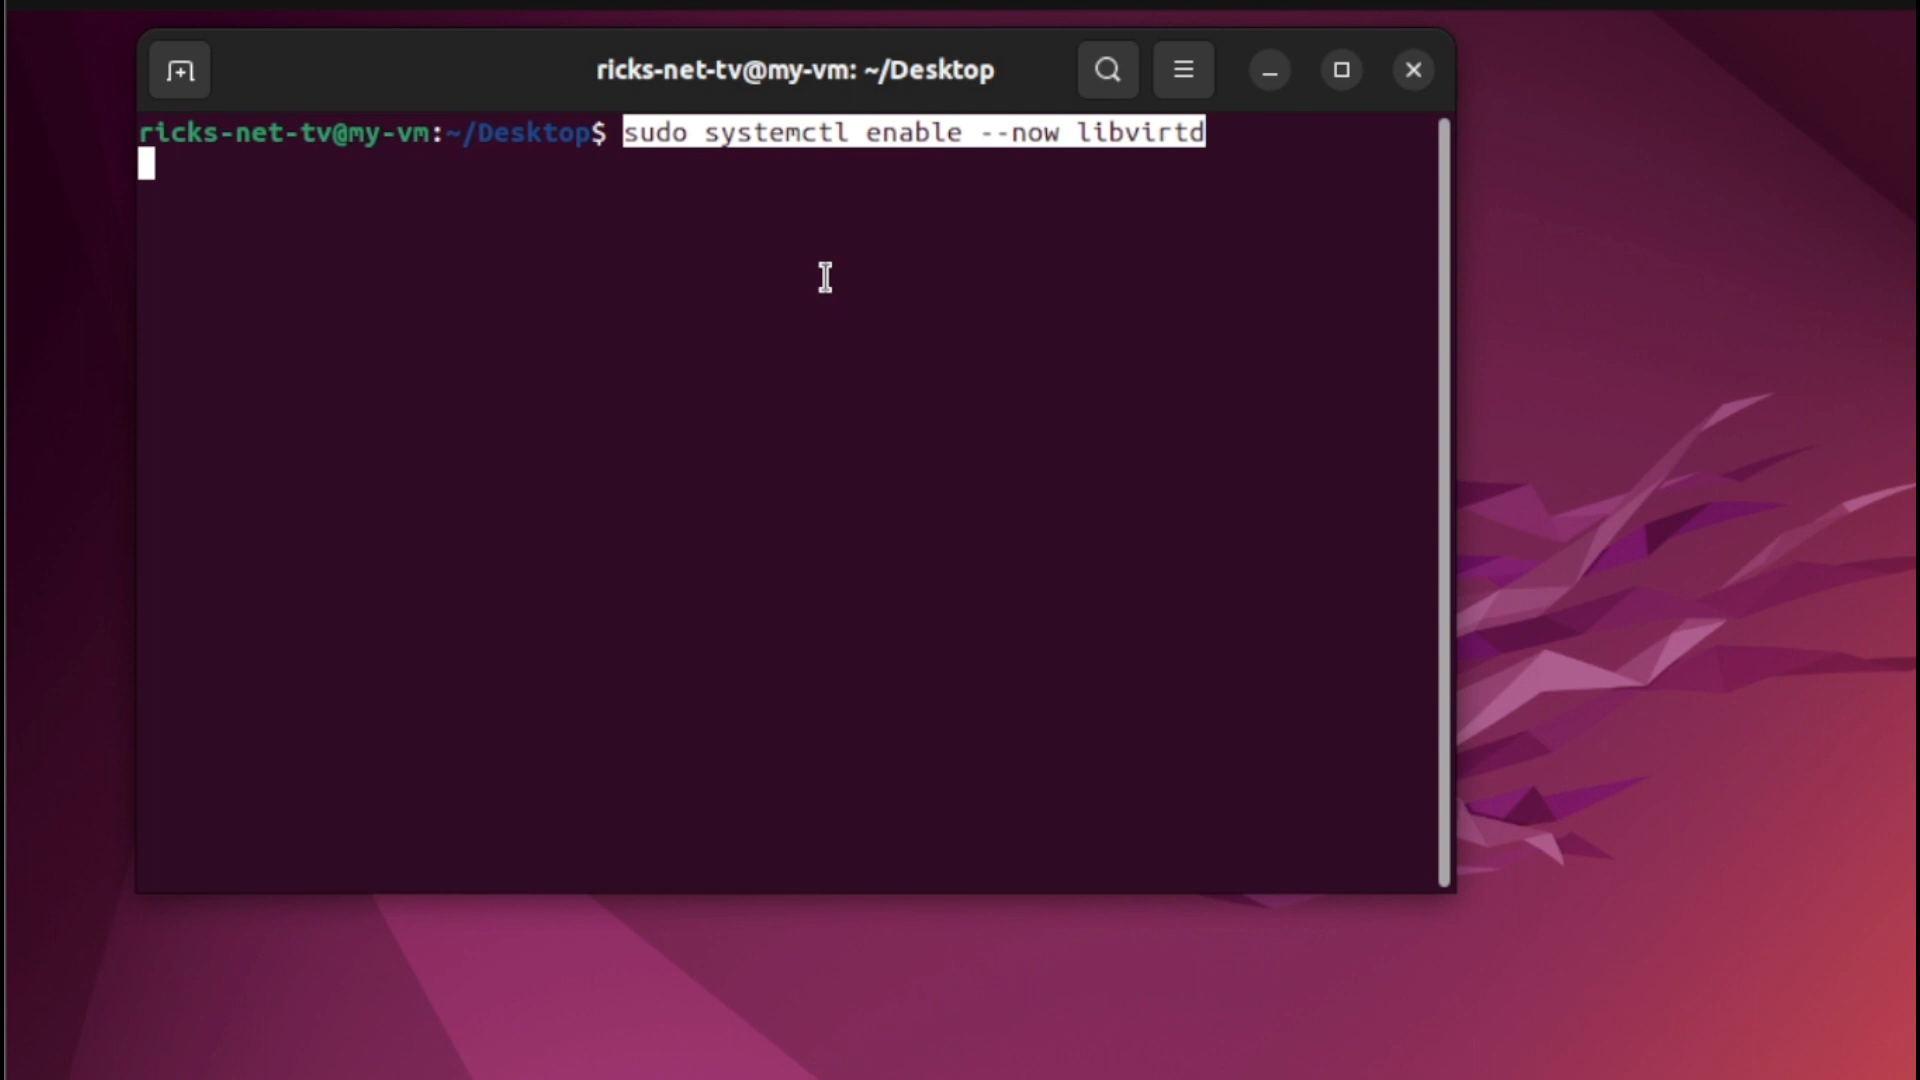 ricks-net-tv@my-vm: ~/Desktop
ricks-net-tv@my-vm:~/Desktop$ sudo systemctl enable --now libvirtd